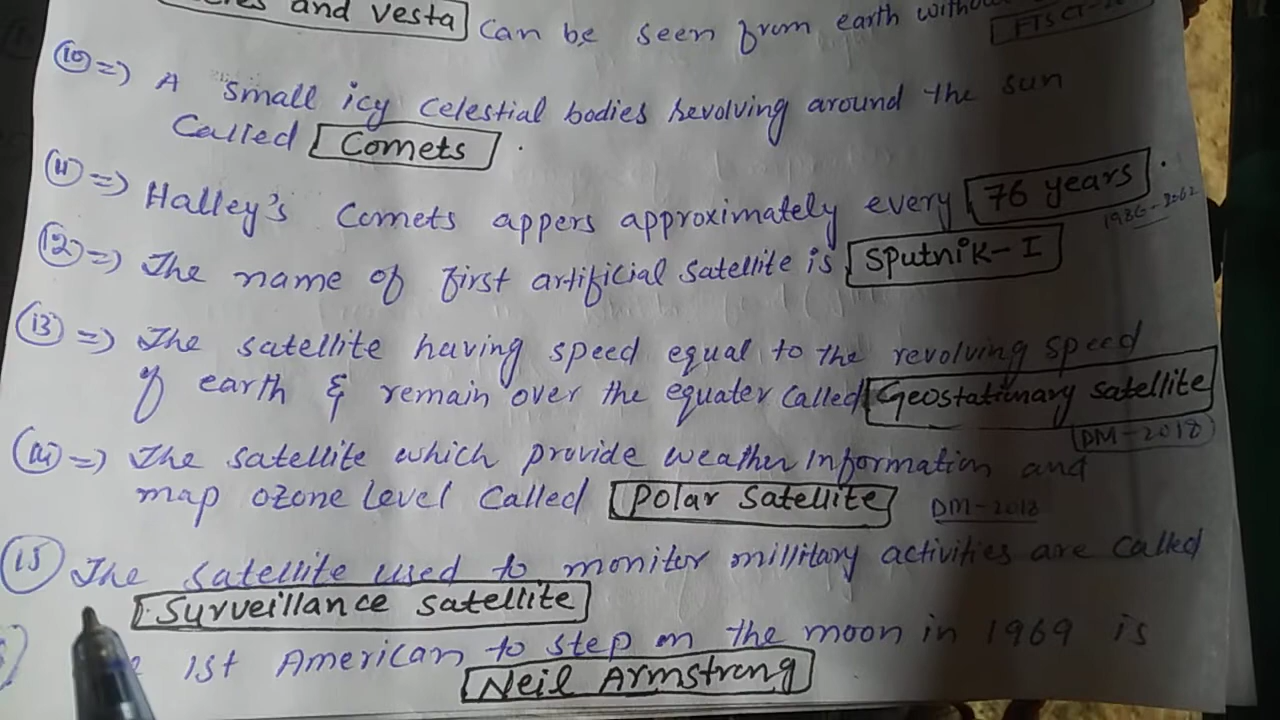 and Vesta can be seen from earth
(10) => A small icy celestial bodies revolving around the sun
Called Comets .
(11) => Halley's Comets appers approximately every 76 years .
(12) => The name of first artificial satellite is Sputnik-I
(13) => The satellite having speed equal to the revolving speed
of earth & remain over the equater called Geostationary satellite
DM-2018
(14) => The satellite which provide weather information and
map ozone level called Polar Satellite DM-2018
(15) The satellite used to monitor millitary activities are called
Surveillance satellite
1st American to step on the moon in 1969 is
Neil Armstrong